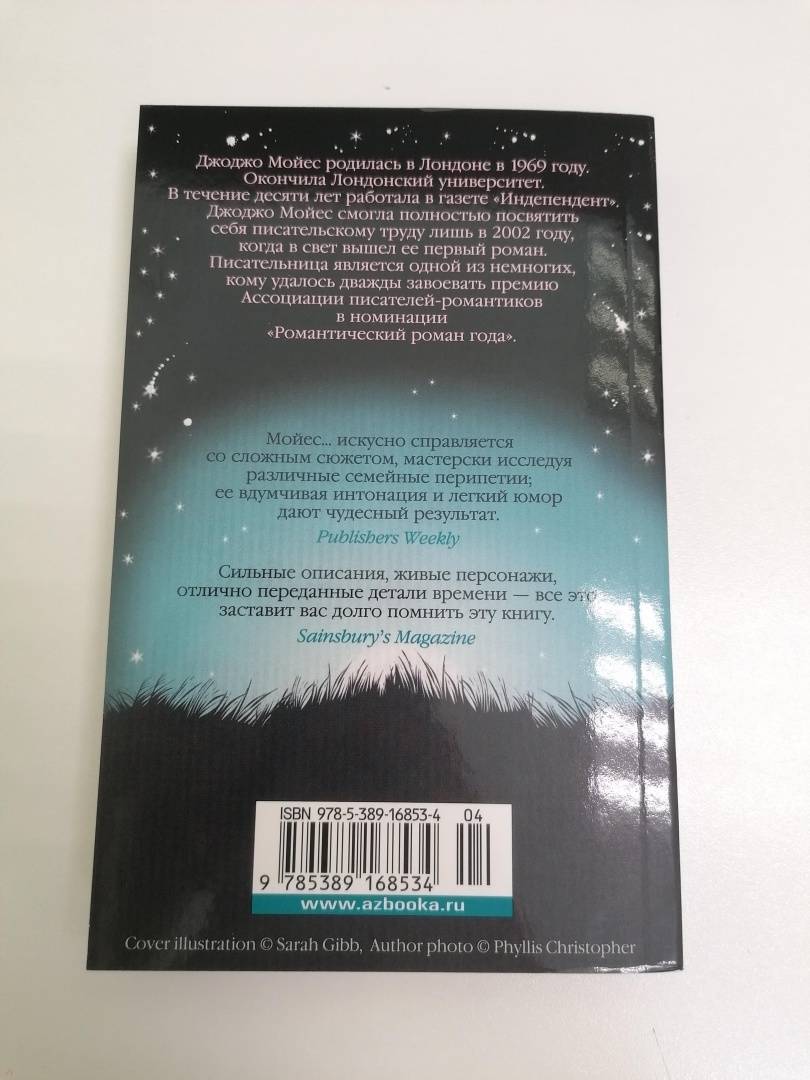 Джоджо Мойес родилась в Лондоне в 1969 году.
Окончила Лондонский университет.
В течение десяти лет работала в газете «Индепендент».
Джоджо Мойес смогла полностью посвятить
себя писательскому труду лишь в 2002 году,
когда в свет вышел ее первый роман.
Писательница является одной из немногих,
кому удалось дважды завоевать премию
Ассоциации писателей-романтиков
в номинации
«Романтический роман года».
Мойес... искусно справляется
со сложным сюжетом, мастерски исследуя
различные семейные перипетии;
ее вдумчивая интонация и легкий юмор
дают чудесный результат.
Publishers Weekly
Сильные описания, живые персонажи,
отлично переданные детали времени — все это
заставит вас долго помнить эту книгу.
Sainsbury's Magazine
ISBN 978-5-389-16853-4 04
9 785389 168534
www.azbooka.ru
Cover illustration © Sarah Gibb, Author photo © Phyllis Christopher